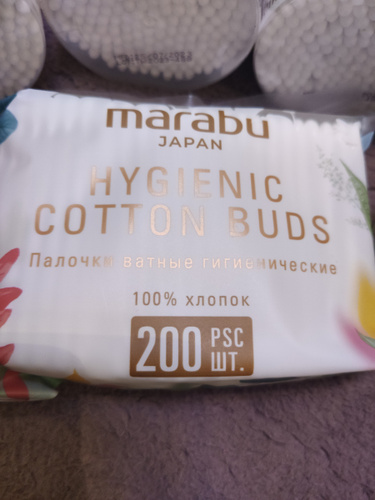 marabu
JAPAN
HYGIENIC
COTTON BUDS
Палочки ватные гигиенические
100% хлопок
200 PSC
ШТ.